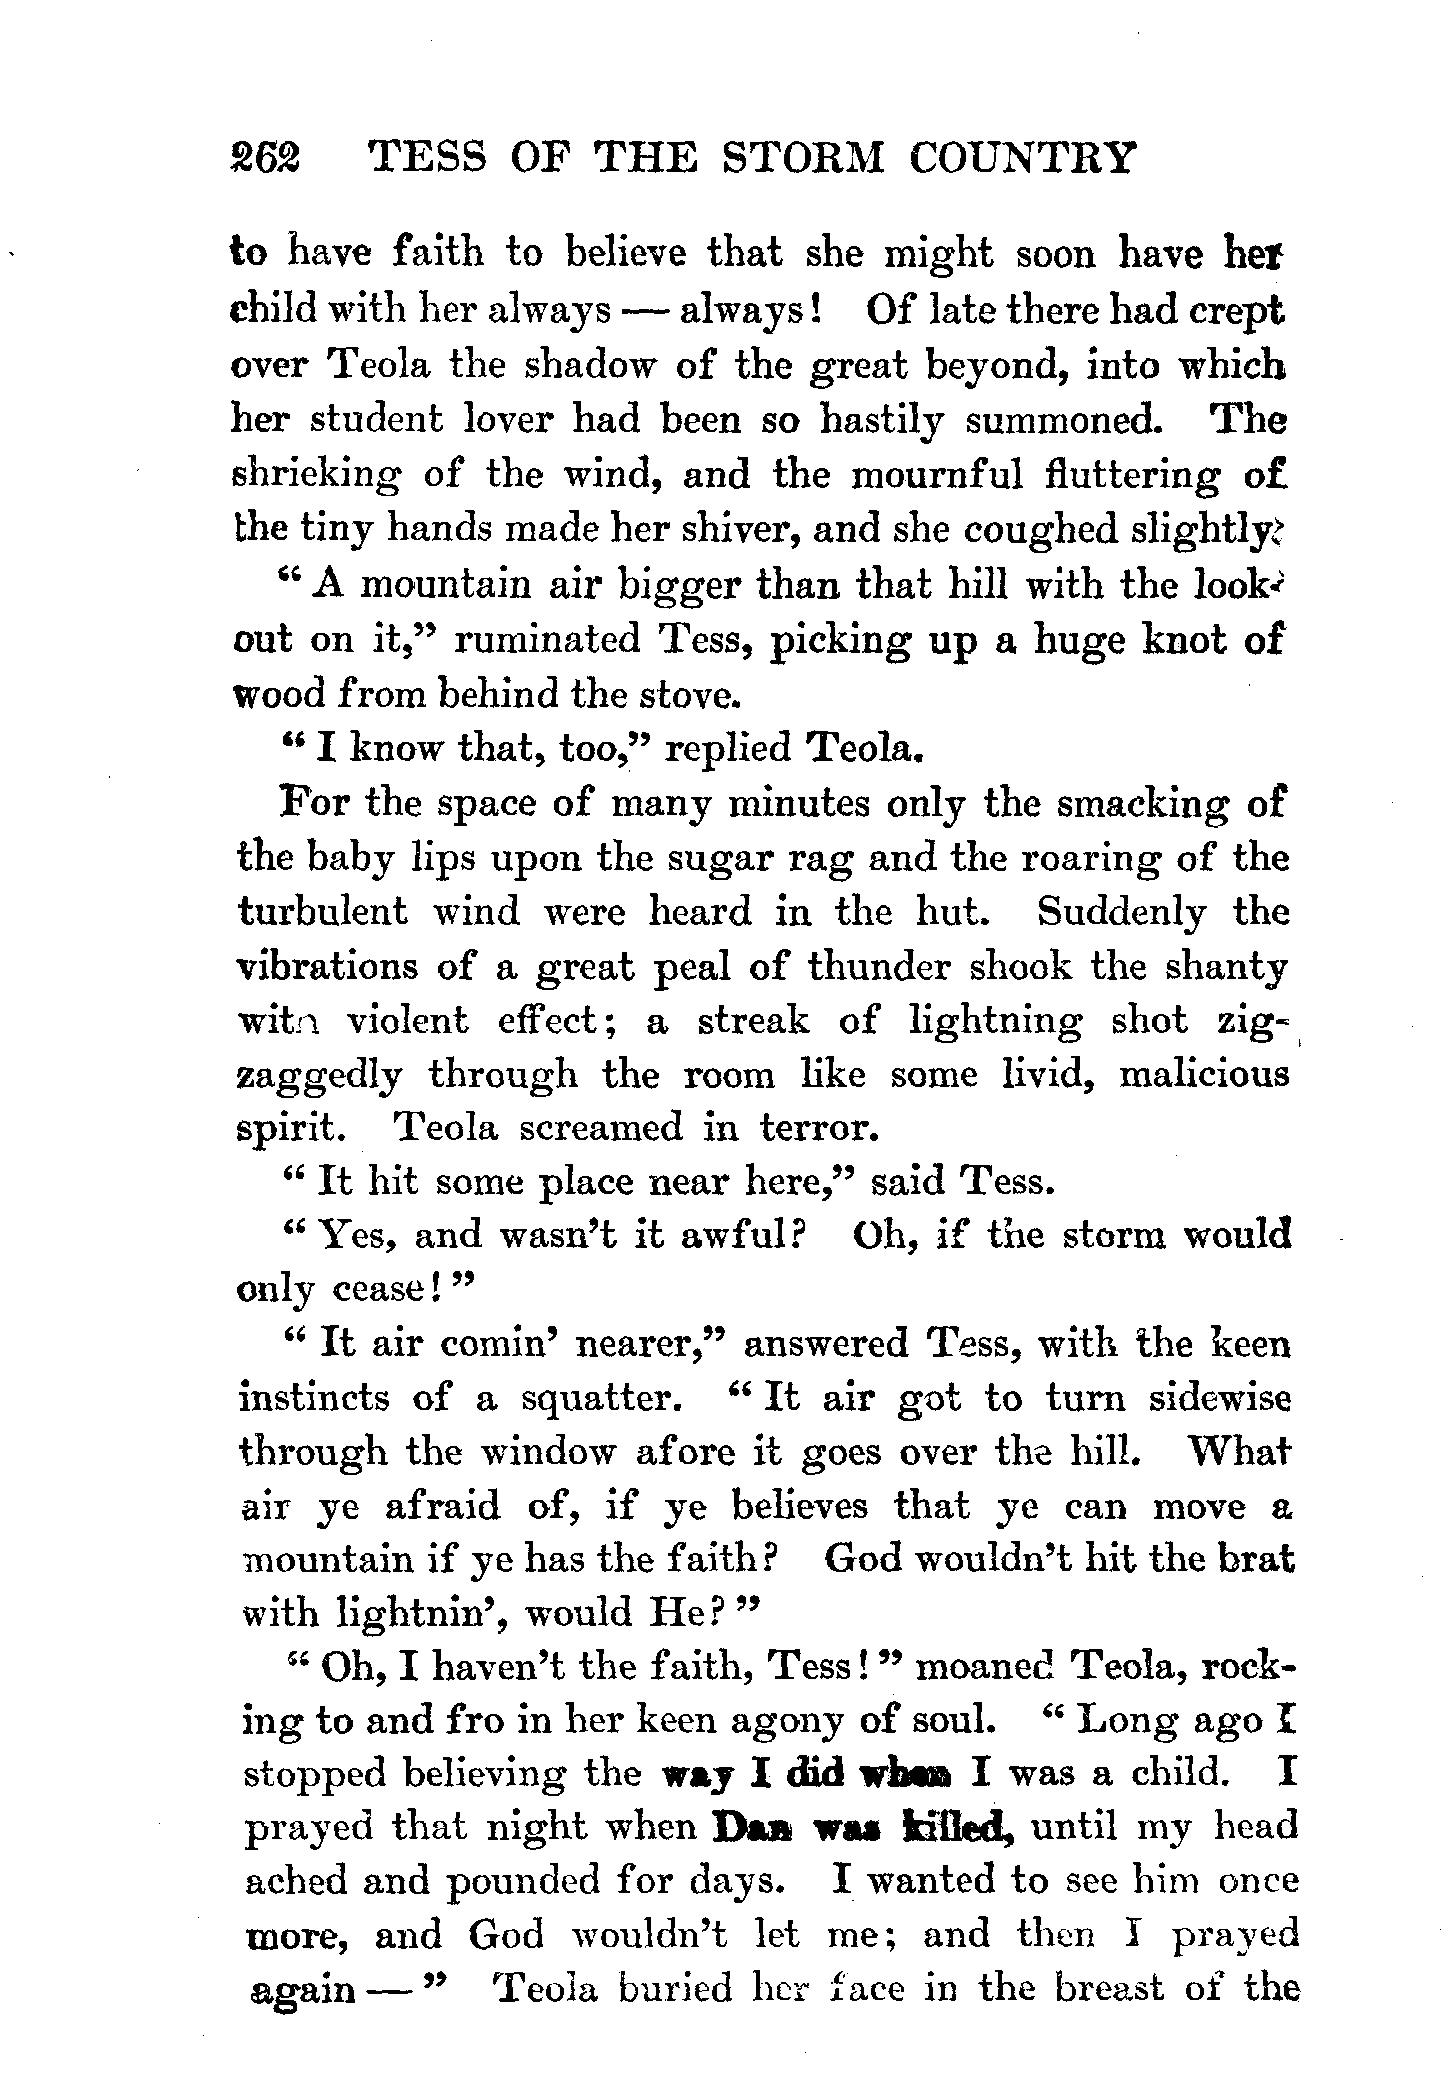 262 TESS OF THE STORM COUNTRY
to have faith to believe that she might soon have her
child with her always — always! Of late there had crept
over Teola the shadow of the great beyond, into which
her student lover had been so hastily summoned. The
shrieking of the wind, and the mournful fluttering of
the tiny hands made her shiver, and she coughed slightly.
“ A mountain air bigger than that hill with the look-
out on it,” ruminated Tess, picking up a huge knot of
wood from behind the stove.
“ I know that, too,” replied Teola.
For the space of many minutes only the smacking of
the baby lips upon the sugar rag and the roaring of the
turbulent wind were heard in the hut. Suddenly the
vibrations of a great peal of thunder shook the shanty
with violent effect; a streak of lightning shot zig-
zaggedly through the room like some livid, malicious
spirit. Teola screamed in terror.
“ It hit some place near here,” said Tess.
“ Yes, and wasn’t it awful? Oh, if the storm would
only cease! ”
“ It air comin’ nearer,” answered Tess, with the keen
instincts of a squatter. “ It air got to turn sidewise
through the window afore it goes over the hill. What
air ye afraid of, if ye believes that ye can move a
mountain if ye has the faith? God wouldn’t hit the brat
with lightnin’, would He? ”
“ Oh, I haven’t the faith, Tess! ” moaned Teola, rock-
ing to and fro in her keen agony of soul. “ Long ago I
stopped believing the way I did when I was a child. I
prayed that night when Dan was killed, until my head
ached and pounded for days. I wanted to see him once
more, and God wouldn’t let me; and then I prayed
again — ” Teola buried her face in the breast of the